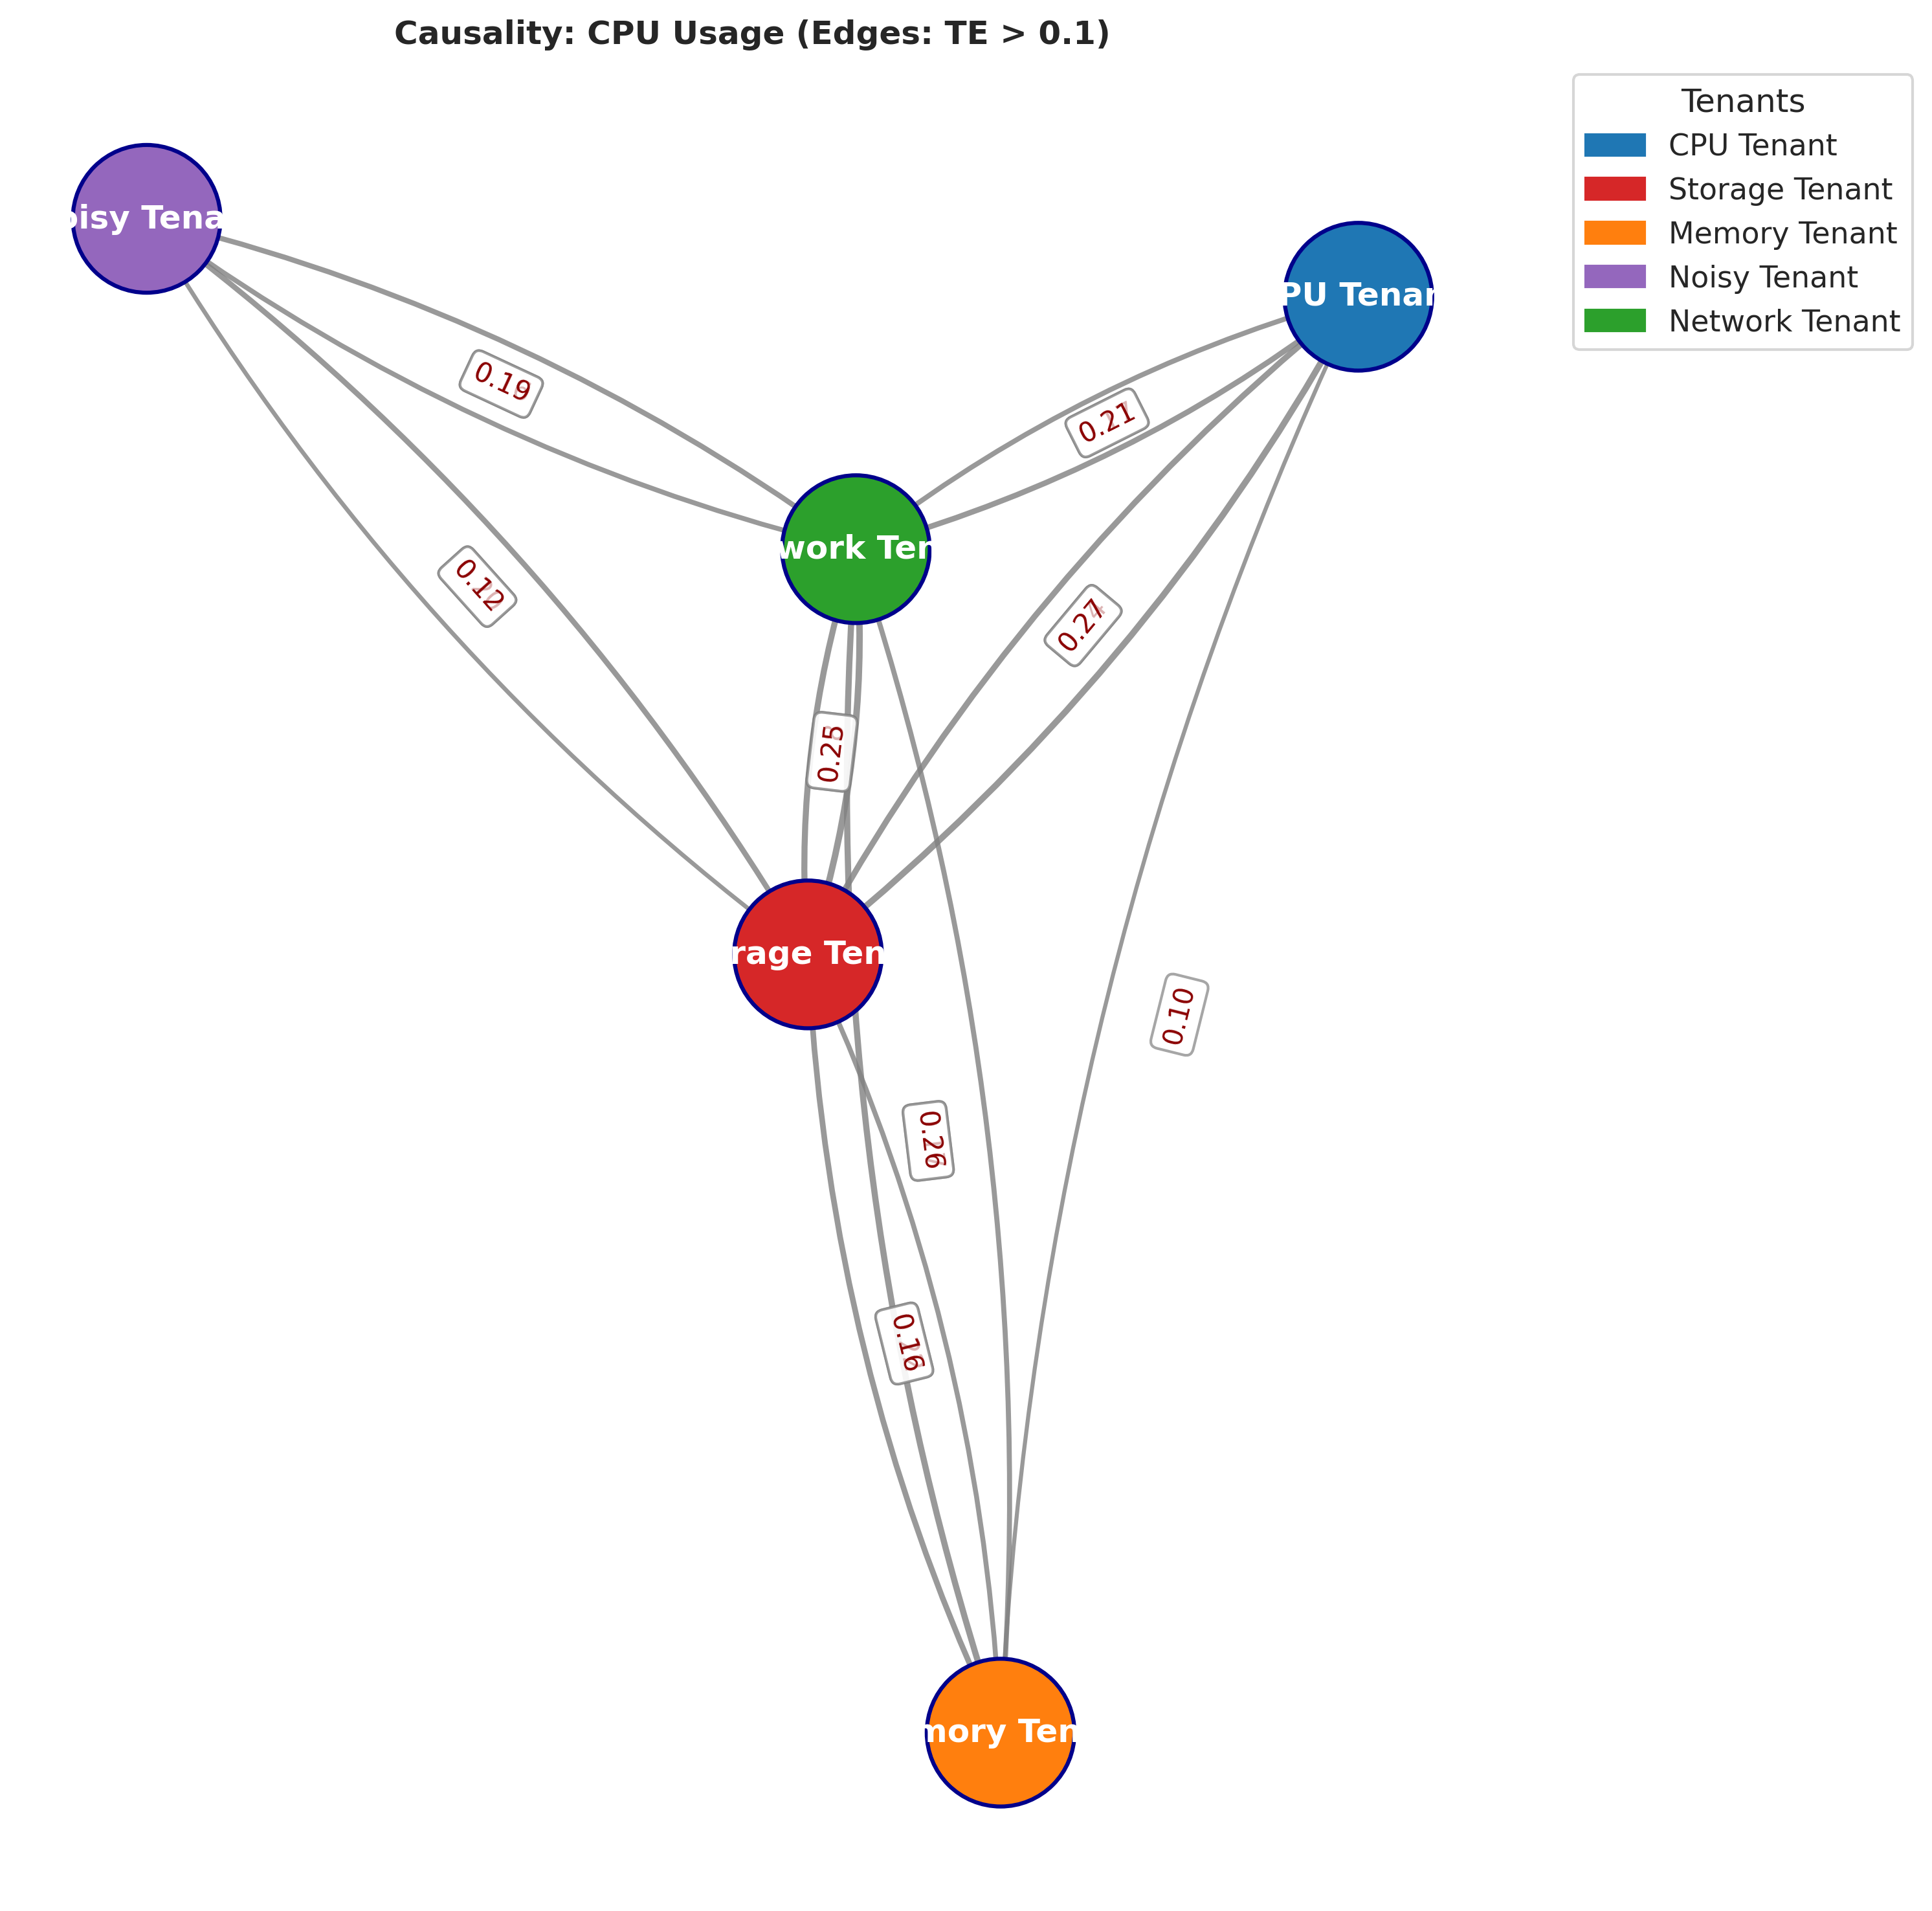 Causality: CPU Usage (Edges: TE > 0.1)
Tenants
CPU Tenant
Storage Tenant
Memory Tenant
Noisy Tenant
Network Tenant
oisy Tena
PU Tenan
0.19
0.21
work Ten
0.12
0.27
0.25
rage Ten
0.10
0.26
0.16
mory Ten